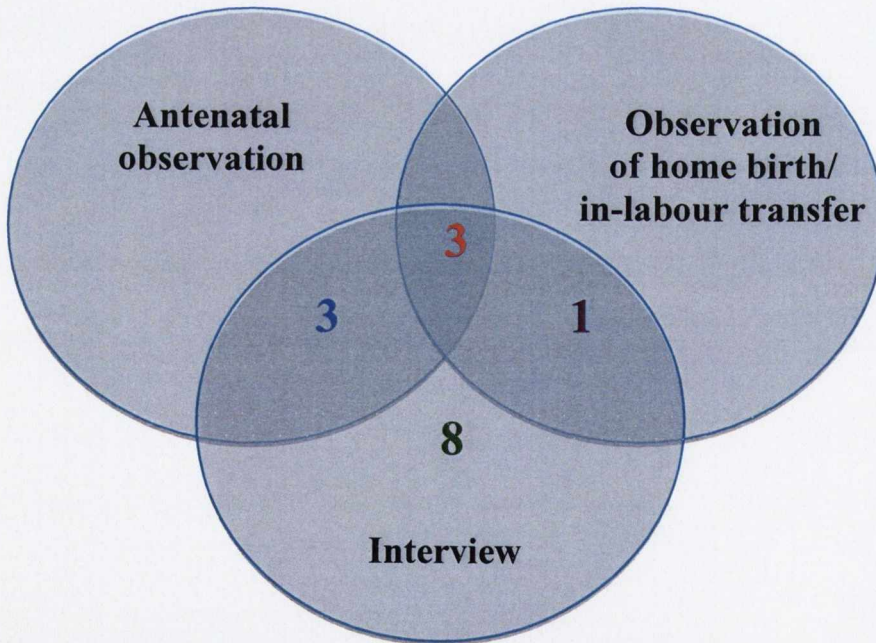 Antenatal
observation
Observation
of home birth/
in-labour transfer
3
3
1
8
Interview